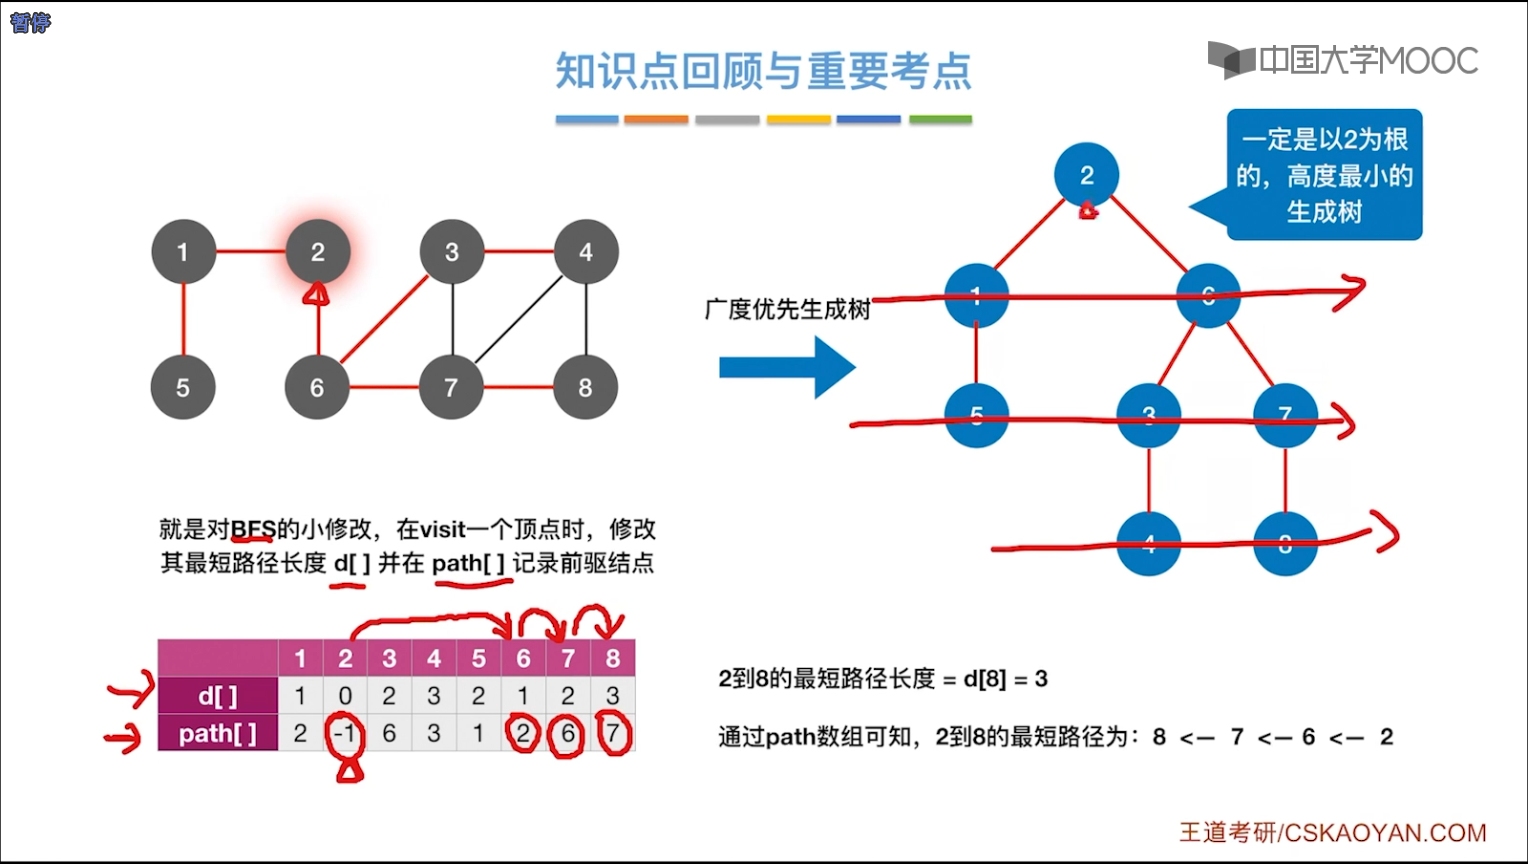 暂停
知识点回顾与重要考点
中国大学MOOC
一定是以2为根
的，高度最小的
生成树
2
1 2 3 4
1 6
广度优先生成树
5 6 7 8
5 3 7
4 8
就是对BFS的小修改，在visit一个顶点时，修改
其最短路径长度 d[ ] 并在 path[ ] 记录前驱结点
1 2 3 4 5 6 7 8
d[ ] 1 0 2 3 2 1 2 3
path[ ] 2 -1 6 3 1 2 6 7
2到8的最短路径长度 = d[8] = 3
通过path数组可知，2到8的最短路径为：8 <— 7 <— 6 <— 2
王道考研/CSKAOYAN.COM